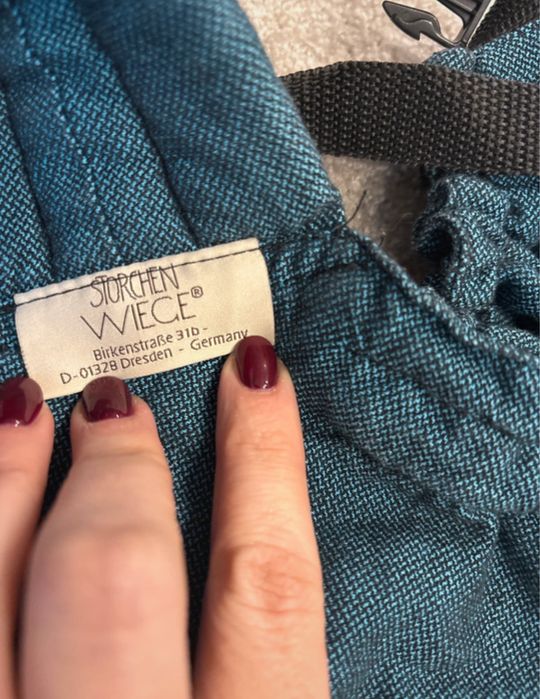 STORCHEN
WIEGE®
Birkenstraße 31b -
D-01328 Dresden - Germany